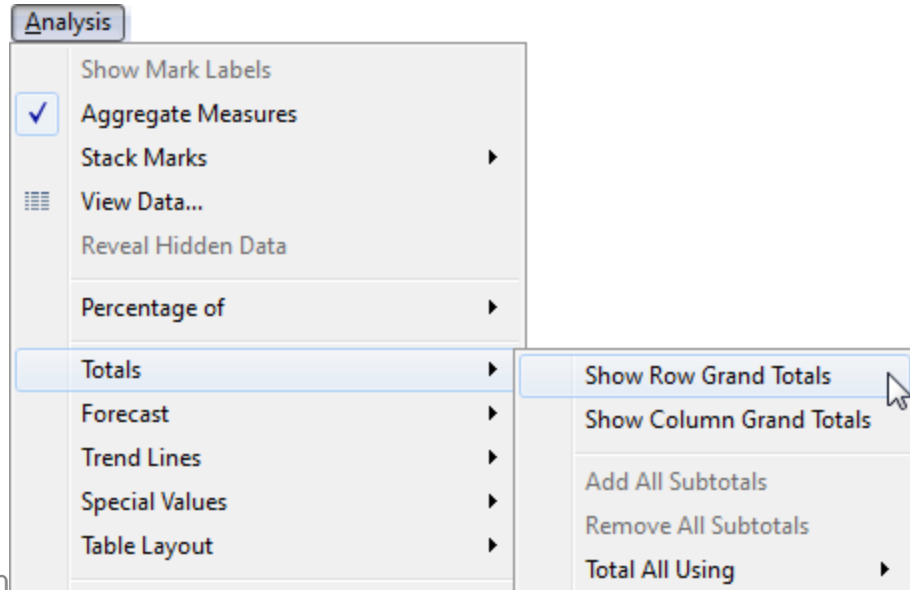 Analysis
Show Mark Labels
Aggregate Measures
Stack Marks
View Data...
Reveal Hidden Data
Percentage of
Totals
Forecast
Trend Lines
Special Values
Table Layout
Show Row Grand Totals
Show Column Grand Totals
Add All Subtotals
Remove All Subtotals
Total All Using